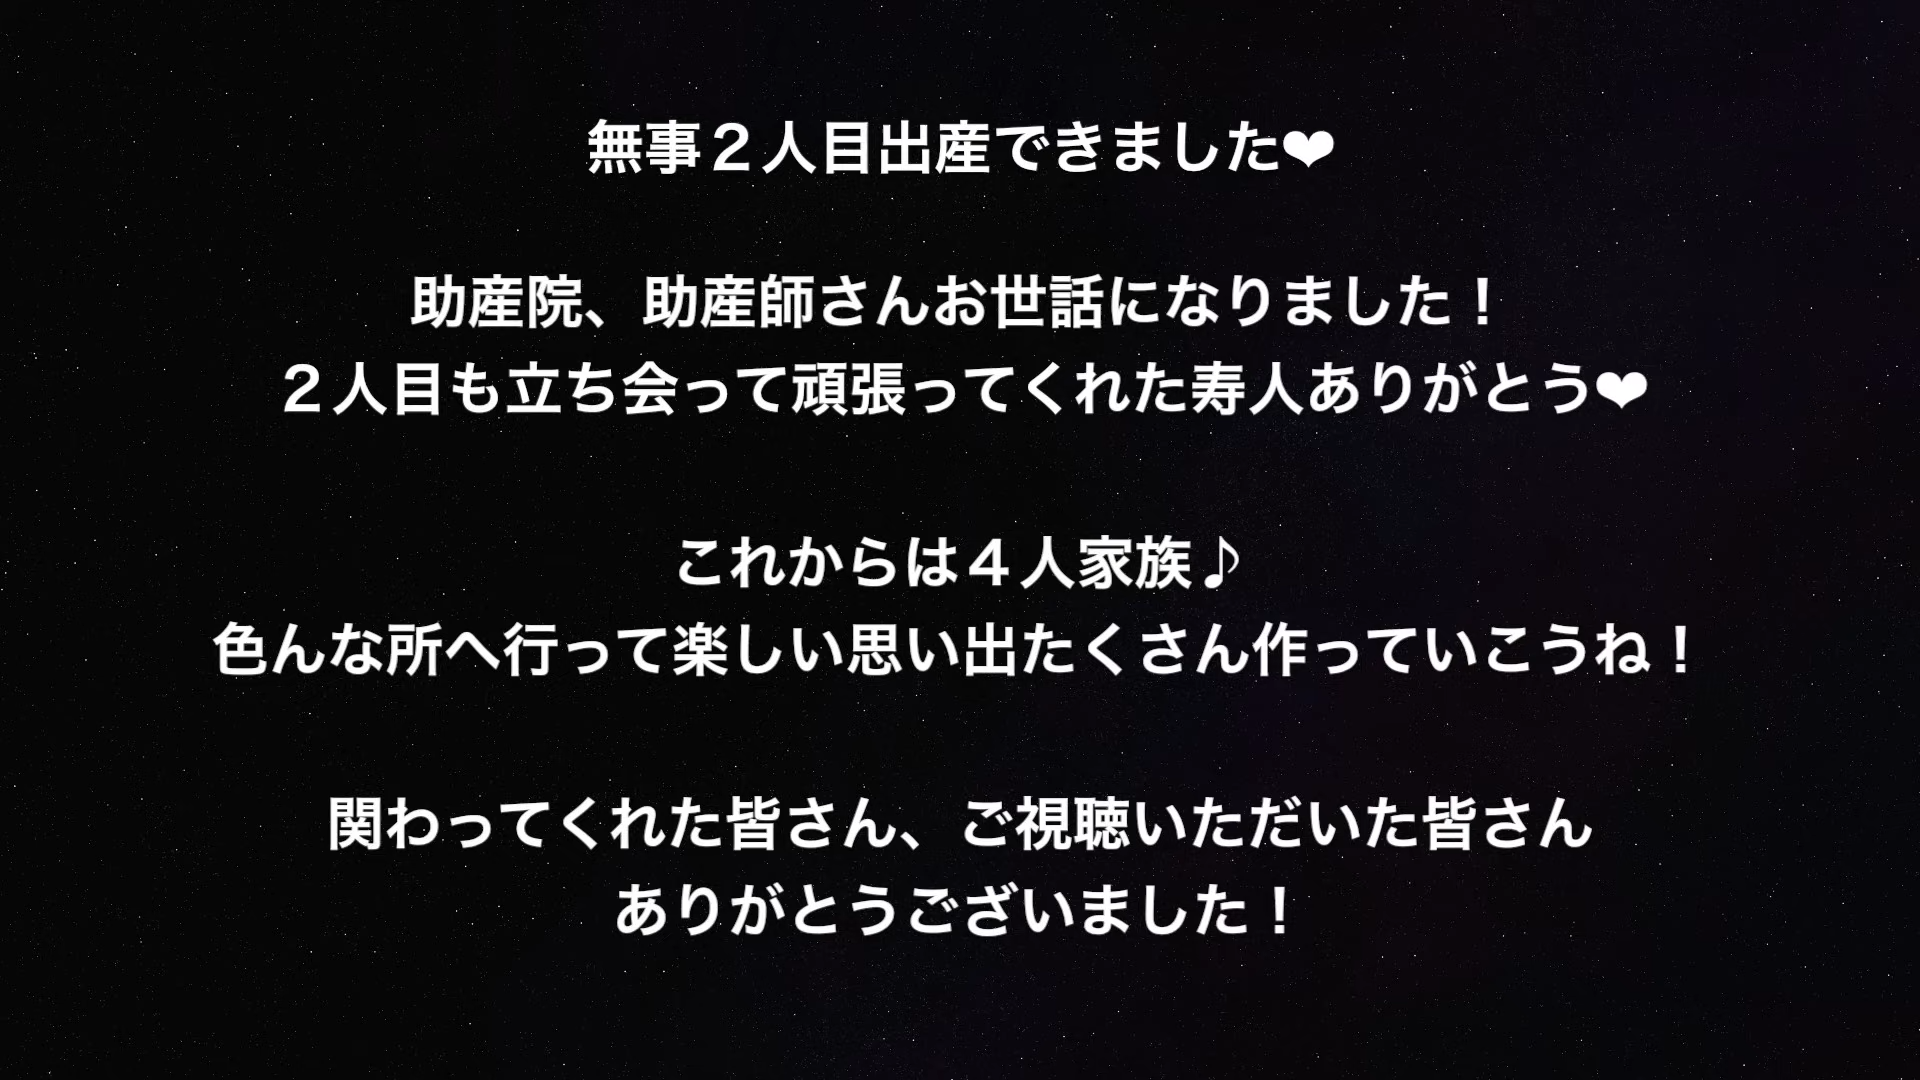 無事２人目出産できました❤
助産院、助産師さんお世話になりました！
２人目も立ち会って頑張ってくれた寿人ありがとう❤
これからは４人家族♪
色んな所へ行って楽しい思い出たくさん作っていこうね！
関わってくれた皆さん、ご視聴いただいた皆さん
ありがとうございました！